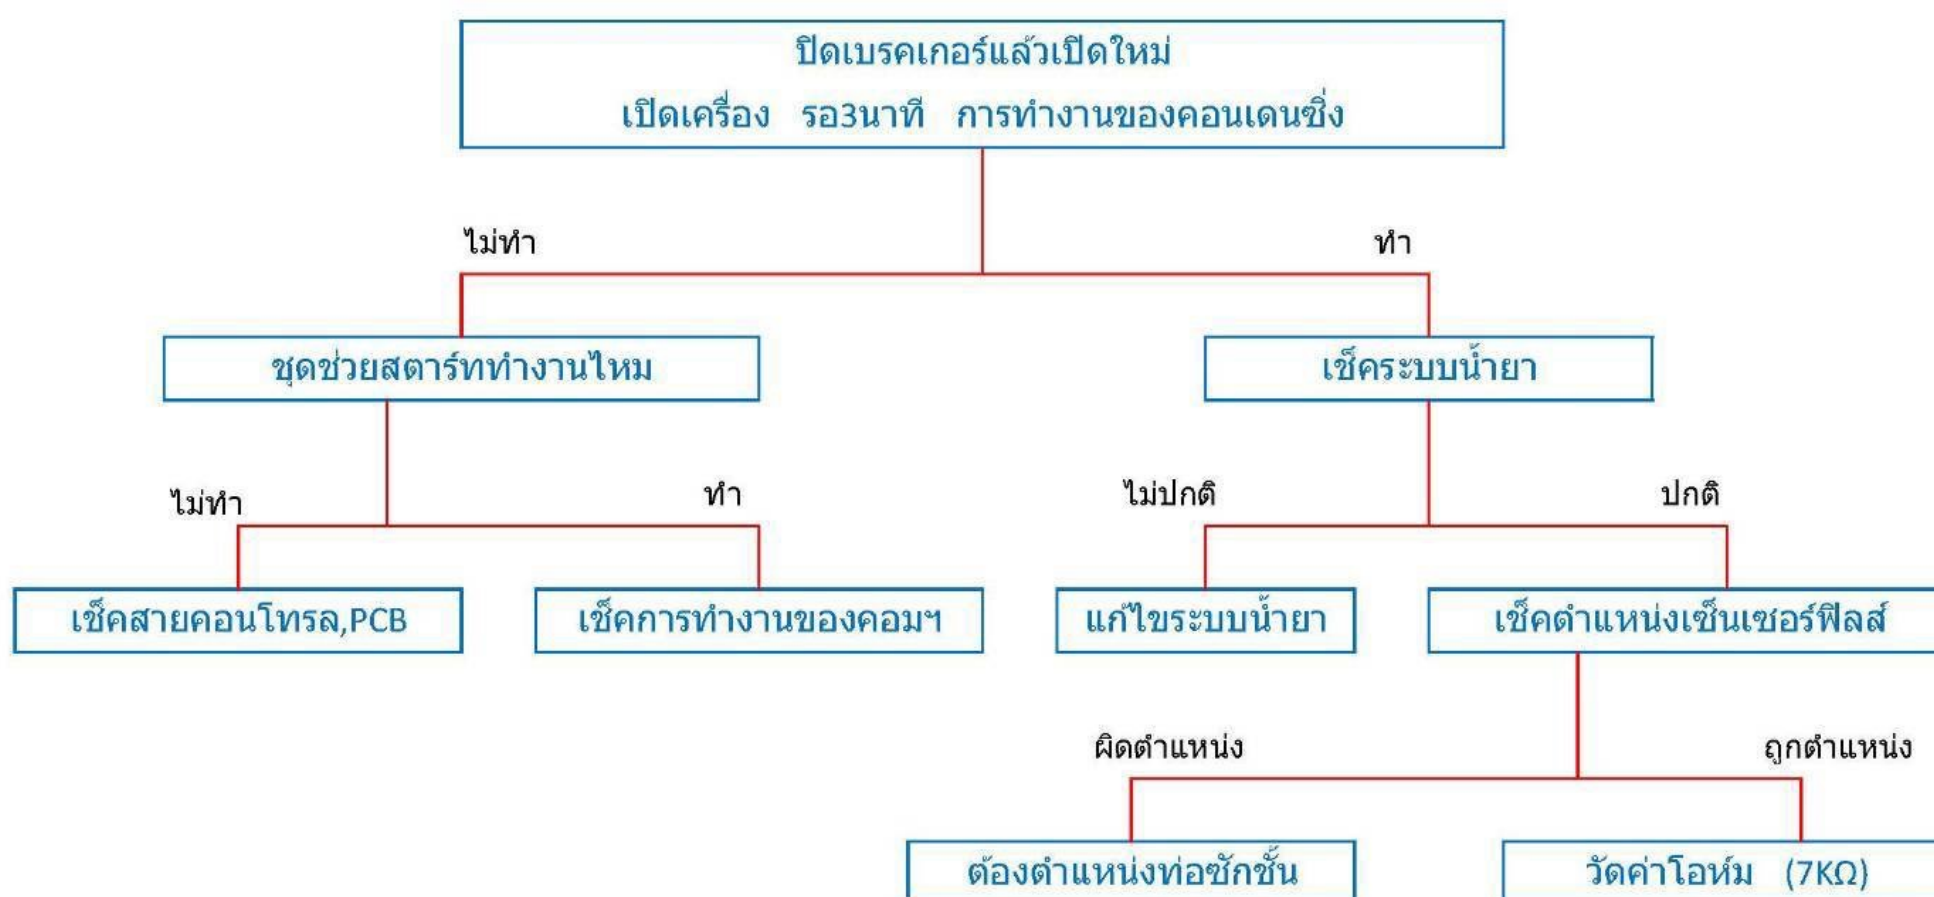 ปิดเบรคเกอร์แล้วเปิดใหม่
เปิดเครื่อง รอ3นาที การทำงานของคอนเดนซิ่ง
ไม่ทำ
ทำ
ชุดช่วยสตาร์ททำงานไหม
เช็คระบบน้ำยา
ไม่ทำ
ทำ
ไม่ปกติ
ปกติ
เช็คสายคอนโทรล,PCB
เช็คการทำงานของคอมฯ
แก้ไขระบบน้ำยา
เช็คตำแหน่งเซ็นเซอร์ฟิลส์
ผิดตำแหน่ง
ถูกตำแหน่ง
ต้องตำแหน่งท่อซักชั้น
วัดค่าโอห์ม (7KΩ)